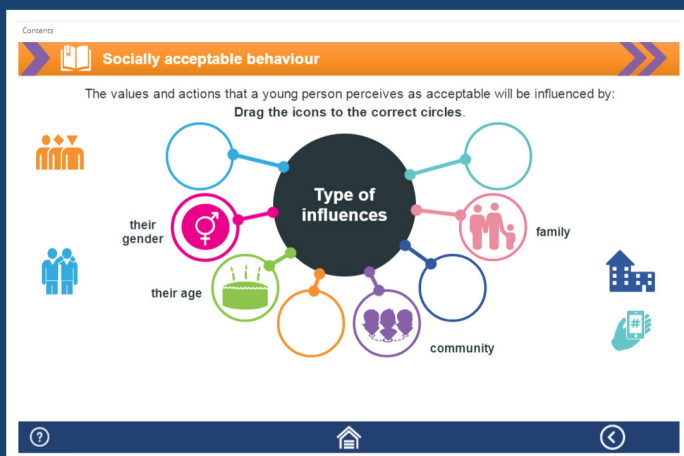 Contents
Socially acceptable behaviour
The values and actions that a young person perceives as acceptable will be influenced by:
Drag the icons to the correct circles.
Type of
influences
their
gender
family
their age
community
#
?